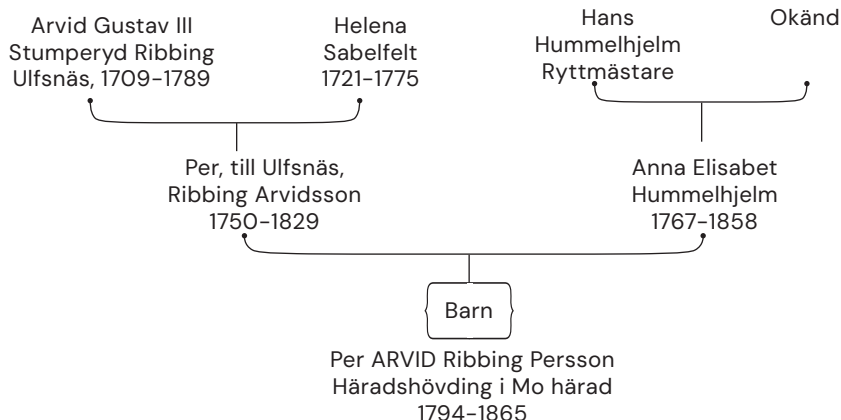 Arvid Gustav III
Stumperyd Ribbing
Ulfsnäs, 1709-1789
Helena
Sabelfelt
1721-1775
Hans
Hummelhjelm
Ryttmästare
Okänd
Per, till Ulfsnäs,
Ribbing Arvidsson
1750-1829
Anna Elisabet
Hummelhjelm
1767-1858
Barn
Per ARVID Ribbing Persson
Häradshövding i Mo härad
1794-1865